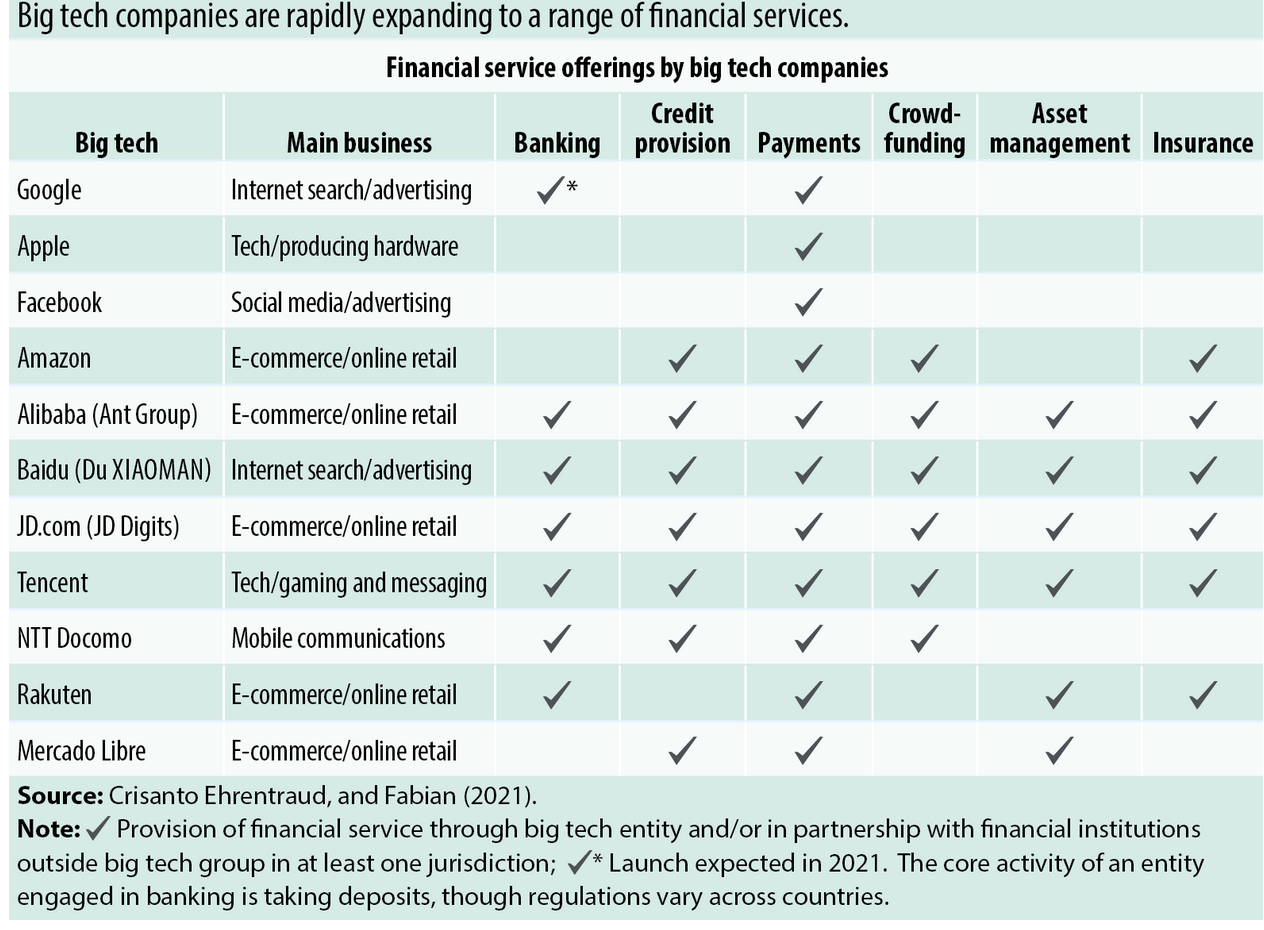 Big tech companies are rapidly expanding to a range of financial services.
Financial service offerings by big tech companies
Big tech Main business Banking Credit provision Payments Crowd-funding Asset management Insurance
Google Internet search/advertising ✓* ✓
Apple Tech/producing hardware ✓
Facebook Social media/advertising ✓
Amazon E-commerce/online retail ✓ ✓ ✓ ✓
Alibaba (Ant Group) E-commerce/online retail ✓ ✓ ✓ ✓ ✓ ✓
Baidu (Du XIAOMAN) Internet search/advertising ✓ ✓ ✓ ✓ ✓ ✓
JD.com (JD Digits) E-commerce/online retail ✓ ✓ ✓ ✓ ✓ ✓
Tencent Tech/gaming and messaging ✓ ✓ ✓ ✓ ✓ ✓
NTT Docomo Mobile communications ✓ ✓ ✓ ✓
Rakuten E-commerce/online retail ✓ ✓ ✓ ✓
Mercado Libre E-commerce/online retail ✓ ✓ ✓
Source: Crisanto Ehrentraud, and Fabian (2021).
Note: ✓ Provision of financial service through big tech entity and/or in partnership with financial institutions
outside big tech group in at least one jurisdiction; ✓* Launch expected in 2021. The core activity of an entity
engaged in banking is taking deposits, though regulations vary across countries.